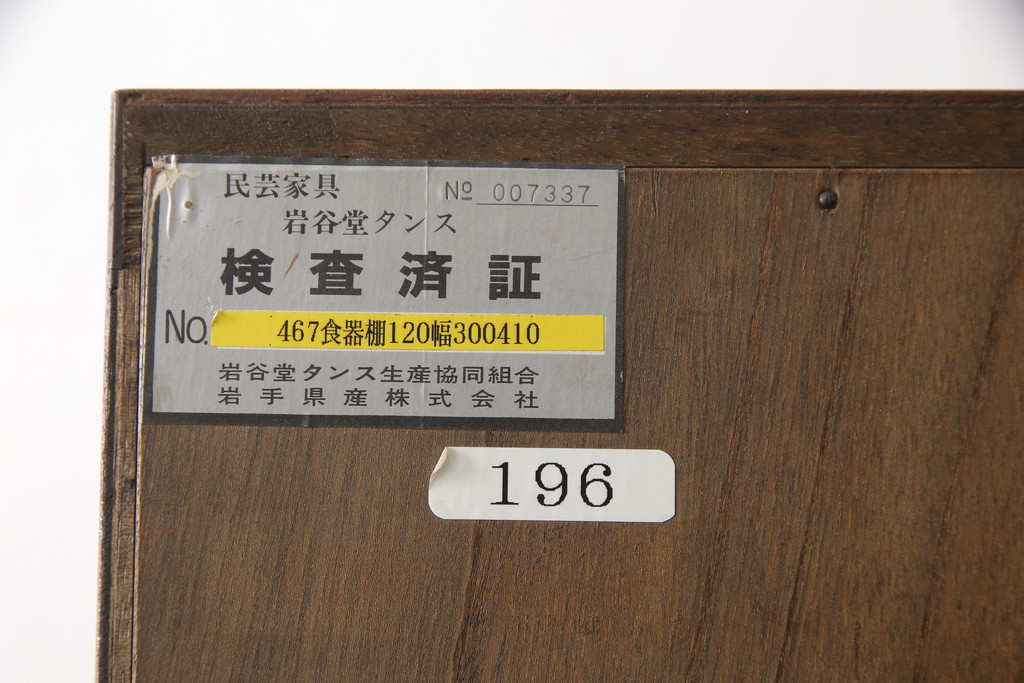 民芸家具 № 007337
岩谷堂タンス
検査済証
No. 467食器棚120幅300410
岩谷堂タンス生産協同組合
岩手県産株式会社
196